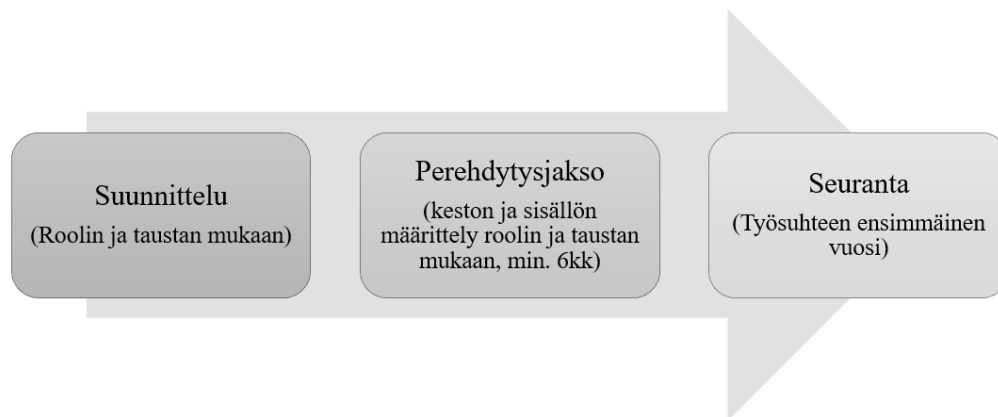 Suunnittelu
(Roolin ja taustan mukaan)
Perehdytysjakso
(keston ja sisällön
määrittely roolin ja taustan
mukaan, min. 6kk)
Seuranta
(Työsuhteen ensimmäinen
vuosi)